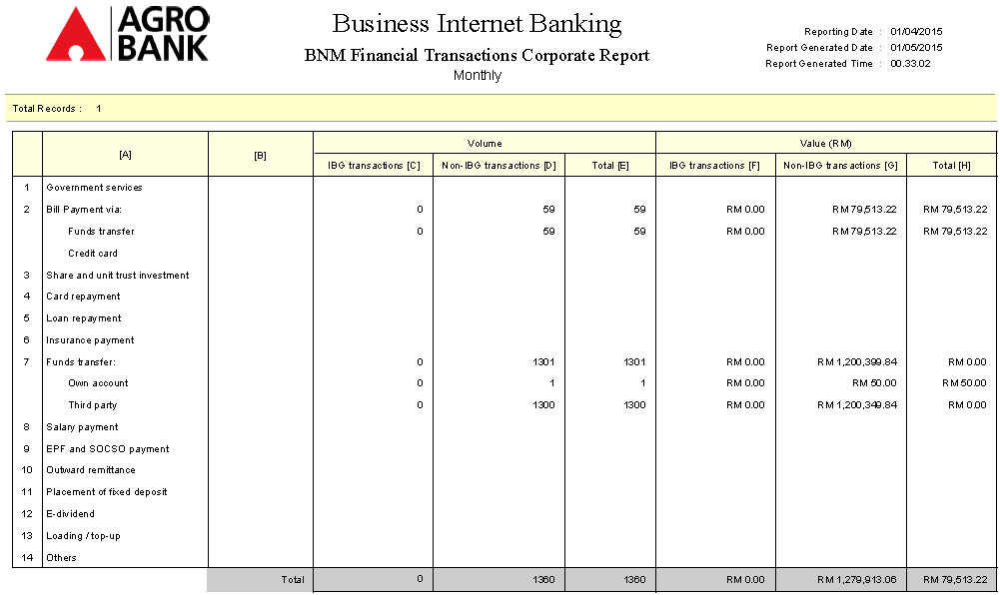 AGRO
BANK
Business Internet Banking
BNM Financial Transactions Corporate Report
Monthly
Reporting Date : 01/04/2015
Report Generated Date : 01/05/2015
Report Generated Time : 00.33.02
Total Records : 1
[A] [B] Volume Value (RM)
IBG transactions [C] Non-IBG transactions [D] Total [E] IBG transactions [F] Non-IBG transactions [G] Total [H]
1 Government services
2 Bill Payment via: 0 59 59 RM 0.00 RM 79,513.22 RM 79,513.22
Funds transfer 0 59 59 RM 0.00 RM 79,513.22 RM 79,513.22
Credit card
3 Share and unit trust investment
4 Card repayment
5 Loan repayment
6 Insurance payment
7 Funds transfer: 0 1301 1301 RM 0.00 RM 1,200,399.84 RM 0.00
Own account 0 1 1 RM 0.00 RM 50.00 RM 50.00
Third party 0 1300 1300 RM 0.00 RM 1,200,349.84 RM 0.00
8 Salary payment
9 EPF and SOCSO payment
10 Outward remittance
11 Placement of fixed deposit
12 E-dividend
13 Loading / top-up
14 Others
Total 0 1360 1360 RM 0.00 RM 1,279,913.06 RM 79,513.22